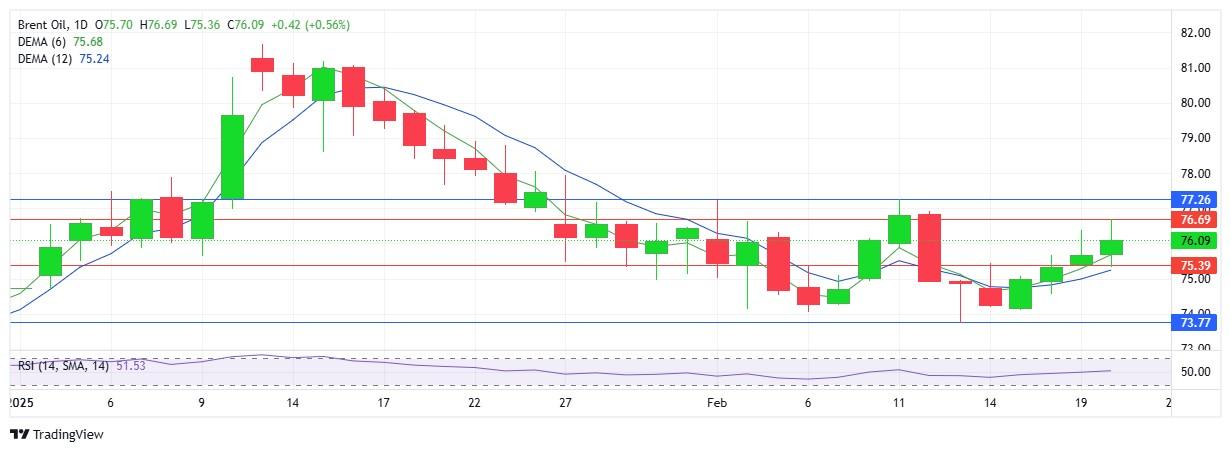 Brent Oil, 1D O75.70 H76.69 L75.36 C76.09 +0.42 (+0.56%)
DEMA (6) 75.68
DEMA (12) 75.24
82.00
81.00
80.00
79.00
78.00
77.26
76.69
76.09
75.39
75.00
74.00
73.77
73.00
RSI (14, SMA, 14) 51.53
50.00
2025 6 9 14 17 22 27 Feb 6 11 14 19 2
TradingView